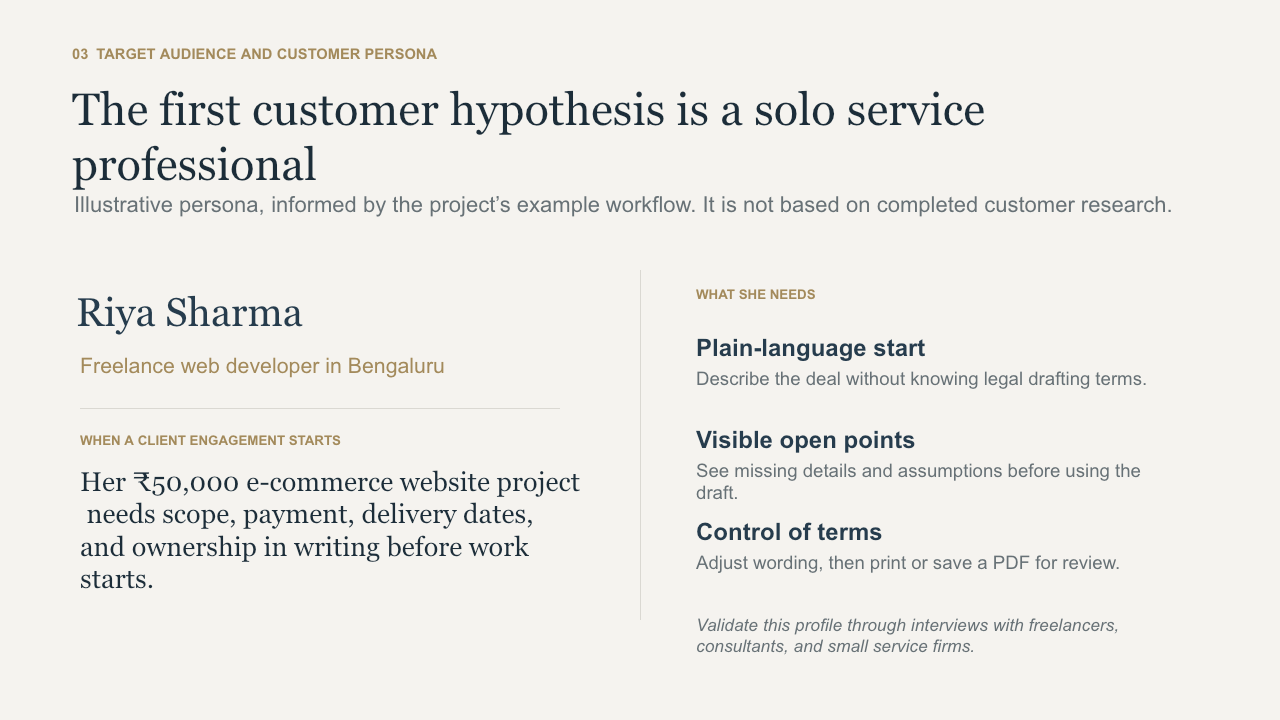 03 TARGET AUDIENCE AND CUSTOMER PERSONA
The first customer hypothesis is a solo service
professional
Illustrative persona, informed by the project’s example workflow. It is not based on completed customer research.
Riya Sharma
Freelance web developer in Bengaluru
WHEN A CLIENT ENGAGEMENT STARTS
Her ₹50,000 e-commerce website project
needs scope, payment, delivery dates,
and ownership in writing before work
starts.
WHAT SHE NEEDS
Plain-language start
Describe the deal without knowing legal drafting terms.
Visible open points
See missing details and assumptions before using the
draft.
Control of terms
Adjust wording, then print or save a PDF for review.
Validate this profile through interviews with freelancers,
consultants, and small service firms.